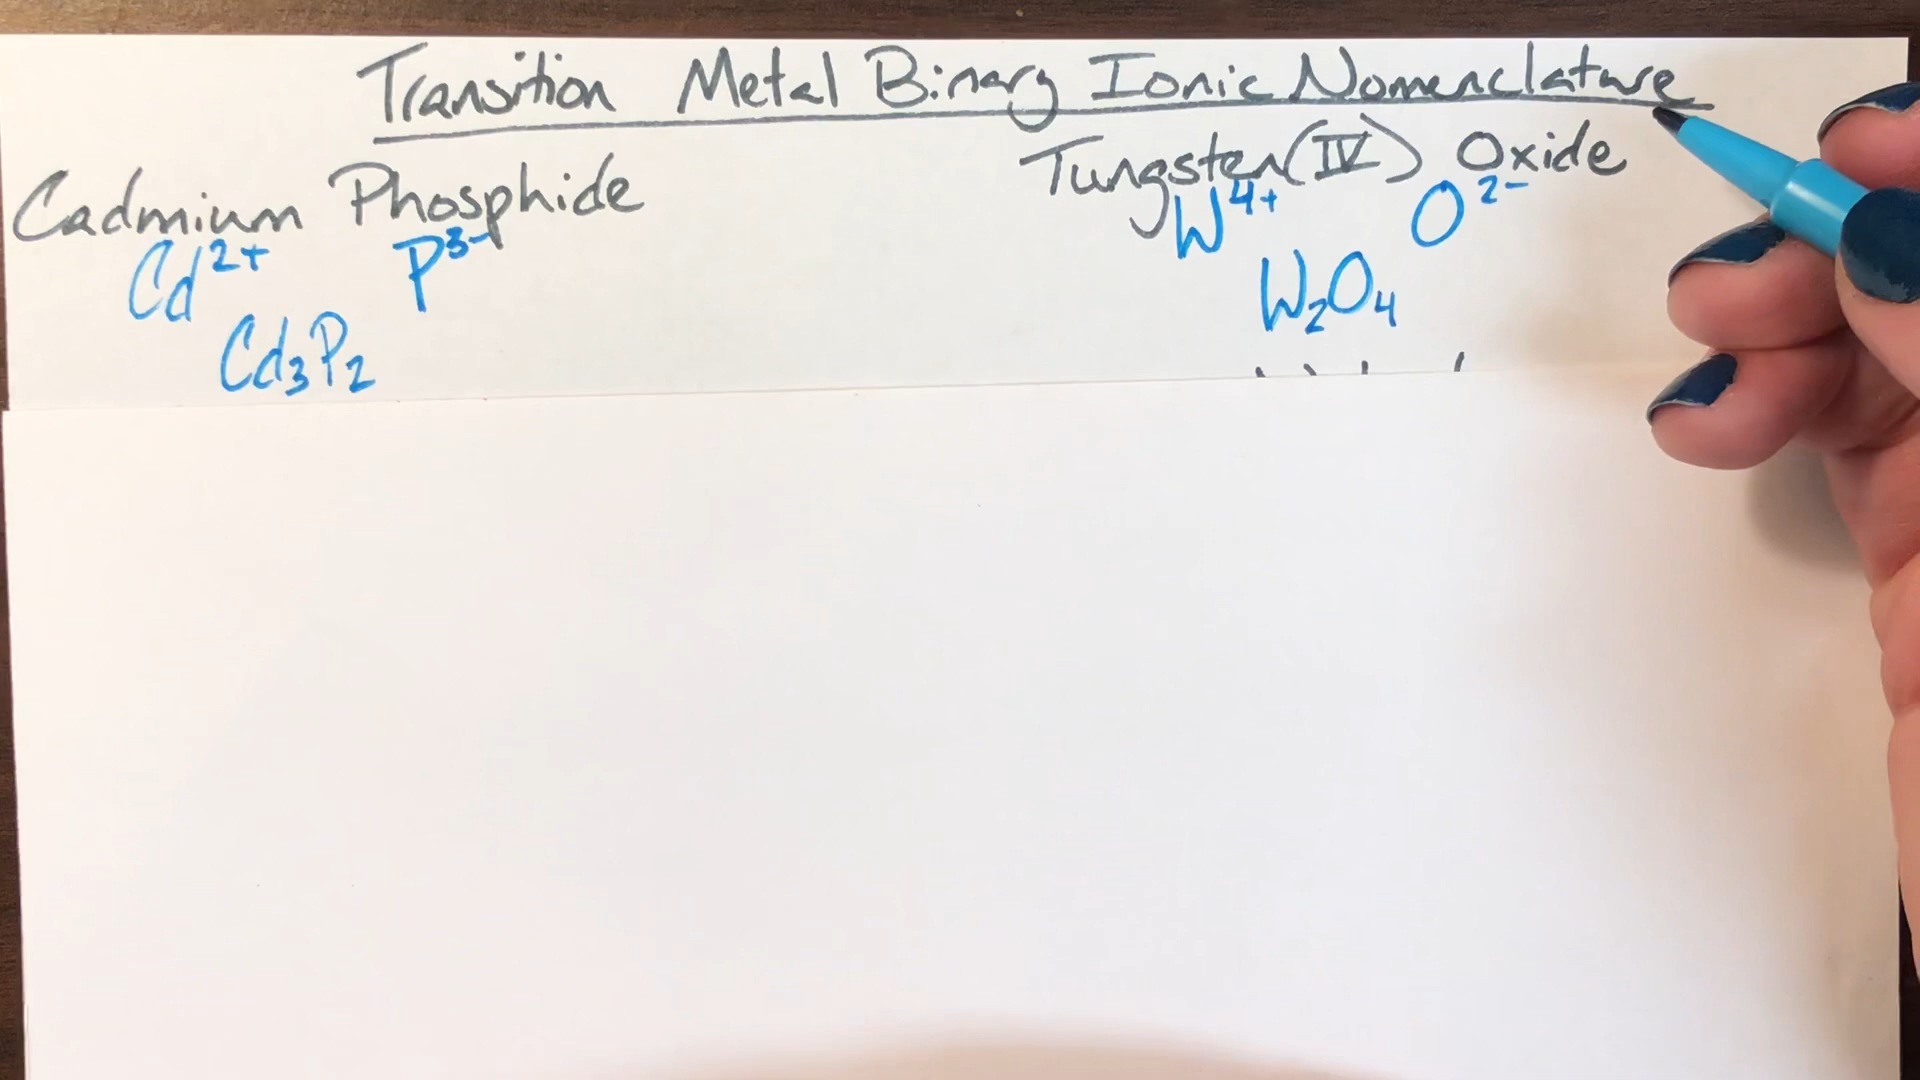 Transition Metal Binary Ionic Nomenclature
Cadmium Phosphide
Cd²⁺ P³⁻
Cd₃P₂
Tungsten(IV) Oxide
W⁴⁺ O²⁻
W₂O₄